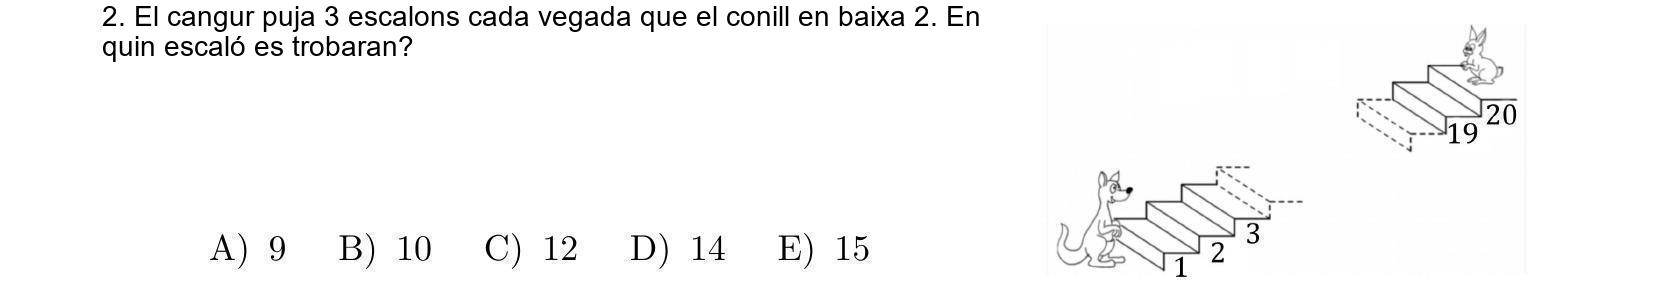 2. El cangur puja 3 escalons cada vegada que el conill en baixa 2. En
quin escaló es trobaran?
20
19
3
2
1
A) 9 B) 10 C) 12 D) 14 E) 15